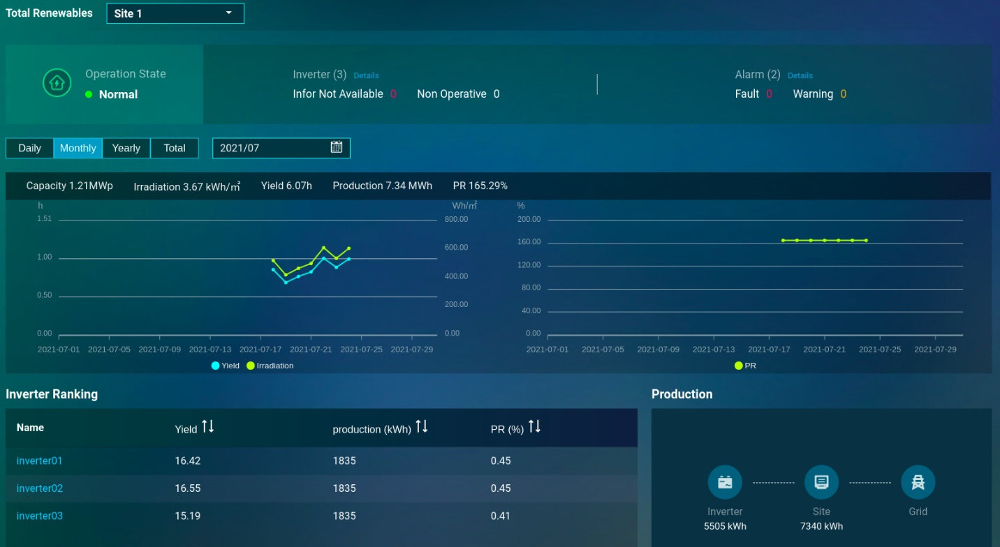 Total Renewables Site 1
Operation State
Normal
Inverter (3) Details
Infor Not Available 0 Non Operative 0
Alarm (2) Details
Fault 0 Warning 0
Daily Monthly Yearly Total 2021/07
Capacity 1.21MWp Irradiation 3.67 kWh/㎡ Yield 6.07h Production 7.34 MWh PR 165.29%
h Wh/㎡
1.51 800.00
600.00
1.00
400.00
0.50
200.00
0.00 0.00
2021-07-01 2021-07-05 2021-07-09 2021-07-13 2021-07-17 2021-07-21 2021-07-25 2021-07-29
Yield Irradiation
%
200.00
160.00
120.00
80.00
40.00
0.00
2021-07-01 2021-07-05 2021-07-09 2021-07-13 2021-07-17 2021-07-21 2021-07-25 2021-07-29
PR
Inverter Ranking
Name Yield production (kWh) PR (%)
inverter01 16.42 1835 0.45
inverter02 16.55 1835 0.45
inverter03 15.19 1835 0.41
Production
Inverter Site Grid
5505 kWh 7340 kWh